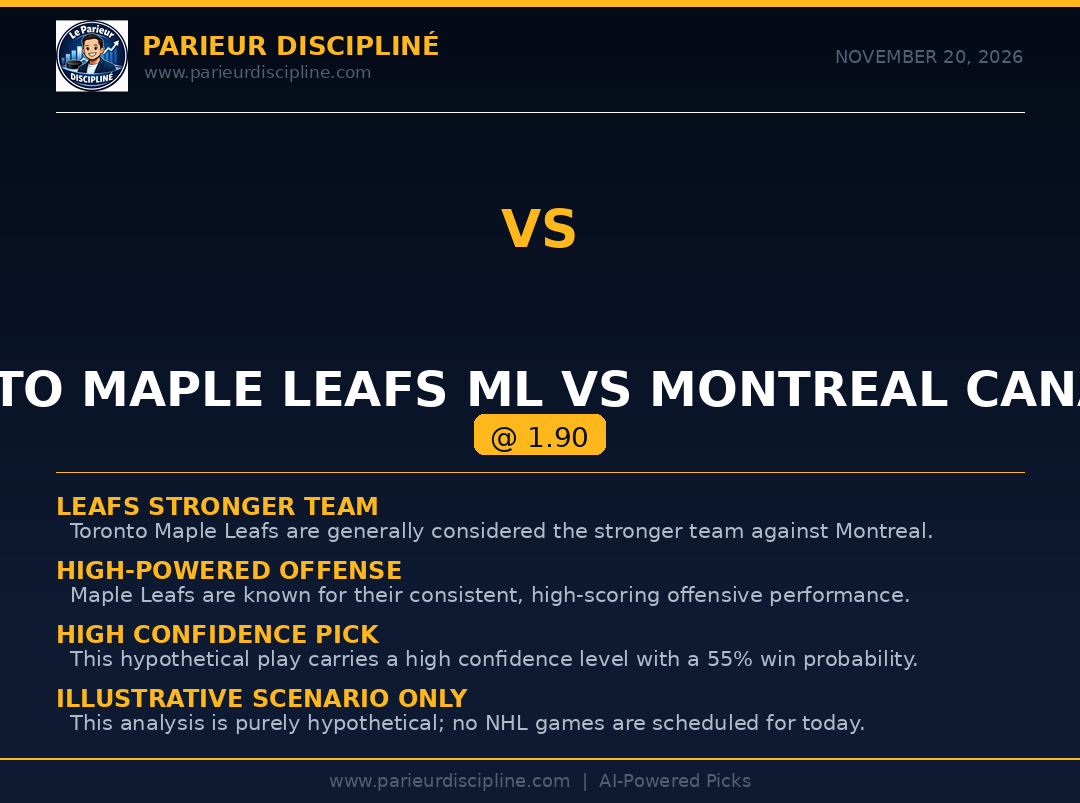 Le Parieur
DISCIPLINÉ
PARIEUR DISCIPLINÉ
www.parieurdiscipline.com
NOVEMBER 20, 2026
VS
TO MAPLE LEAFS ML VS MONTREAL CANA
@ 1.90
LEAFS STRONGER TEAM
Toronto Maple Leafs are generally considered the stronger team against Montreal.
HIGH-POWERED OFFENSE
Maple Leafs are known for their consistent, high-scoring offensive performance.
HIGH CONFIDENCE PICK
This hypothetical play carries a high confidence level with a 55% win probability.
ILLUSTRATIVE SCENARIO ONLY
This analysis is purely hypothetical; no NHL games are scheduled for today.
www.parieurdiscipline.com | AI-Powered Picks